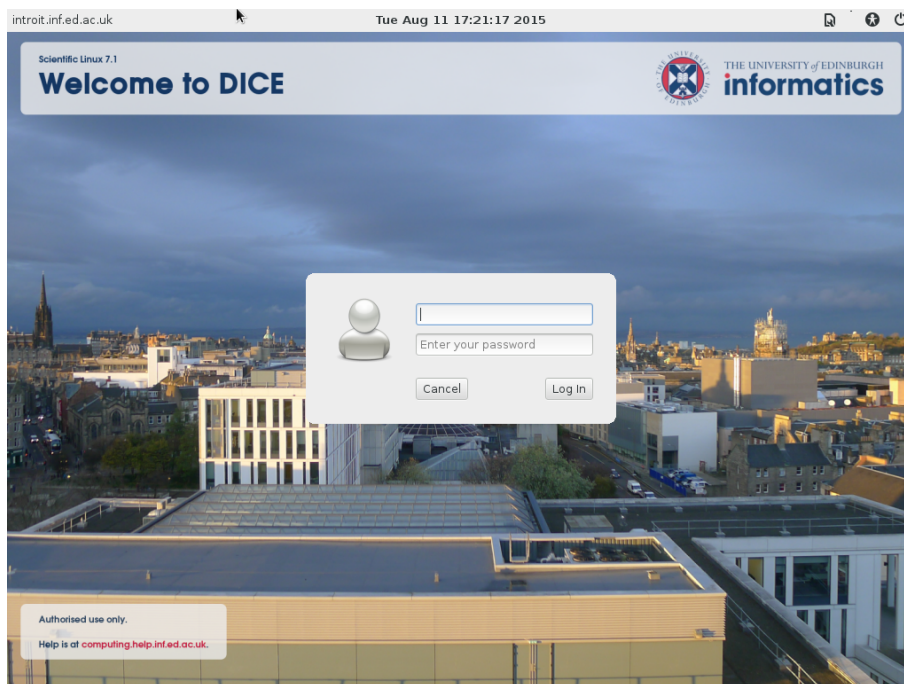 introit.inf.ed.ac.uk
Tue Aug 11 17:21:17 2015
Scientific Linux 7.1
Welcome to DICE
THE UNIVERSITY of EDINBURGH
informatics
Enter your password
Cancel
Log In
Authorised use only.
Help is at computing.help.inf.ed.ac.uk.